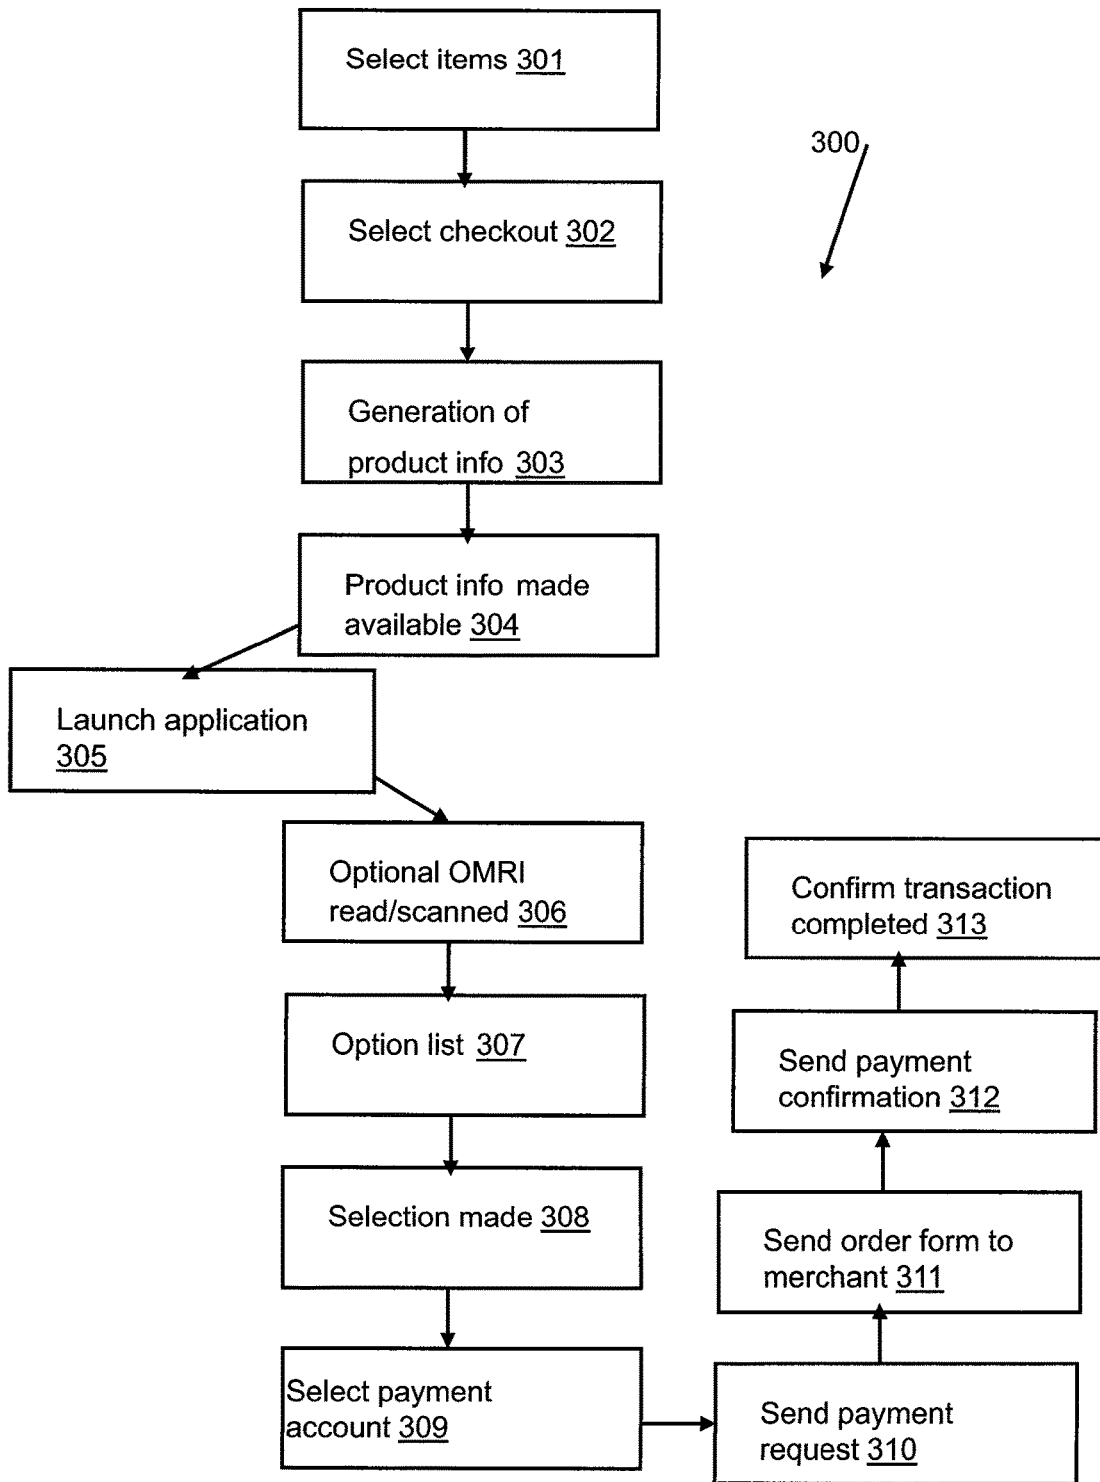 Select items 301
300
Select checkout 302
Generation of
product info 303
Product info made
available 304
Launch application
305
Optional OMRI
read/scanned 306
Option list 307
Selection made 308
Select payment
account 309
Send payment
request 310
Send order form to
merchant 311
Send payment
confirmation 312
Confirm transaction
completed 313